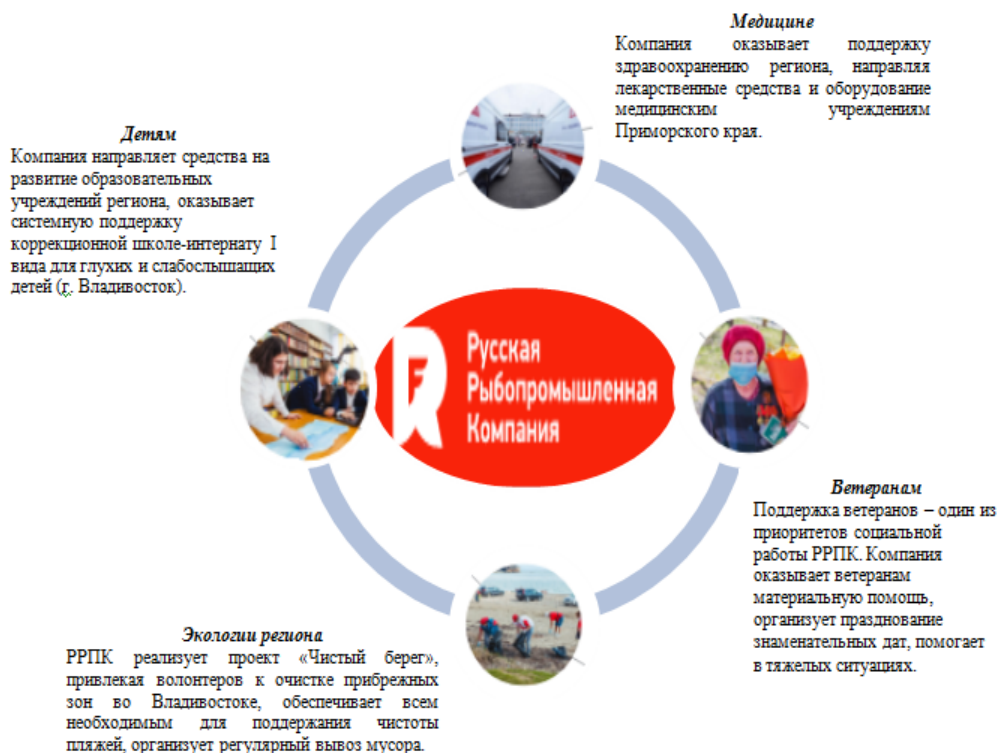 Медицине
Компания оказывает поддержку
здравоохранению региона, направляя
лекарственные средства и оборудование
медицинским учреждениям
Приморского края.
Детям
Компания направляет средства на
развитие образовательных
учреждений региона, оказывает
системную поддержку
коррекционной школе-интернату I
вида для глухих и слабослышащих
детей (г. Владивосток).
Русская
Рыбопромышленная
Компания
Ветеранам
Поддержка ветеранов – один из
приоритетов социальной
работы РРПК. Компания
оказывает ветеранам
материальную помощь,
организует празднование
знаменательных дат, помогает
в тяжелых ситуациях.
Экологии региона
РРПК реализует проект «Чистый берег»,
привлекая волонтеров к очистке прибрежных
зон во Владивостоке, обеспечивает всем
необходимым для поддержания чистоты
пляжей, организует регулярный вывоз мусора.